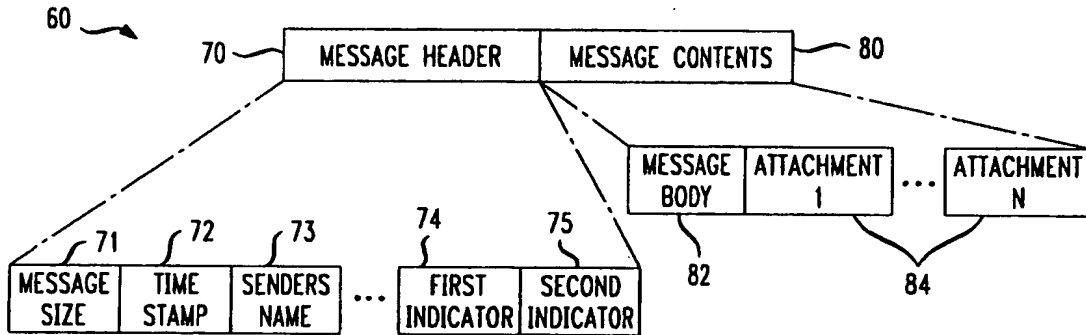 60
70 MESSAGE HEADER MESSAGE CONTENTS 80
MESSAGE BODY ATTACHMENT 1 ... ATTACHMENT N
82 84
71 72 73 74 75
MESSAGE SIZE TIME STAMP SENDERS NAME ... FIRST INDICATOR SECOND INDICATOR